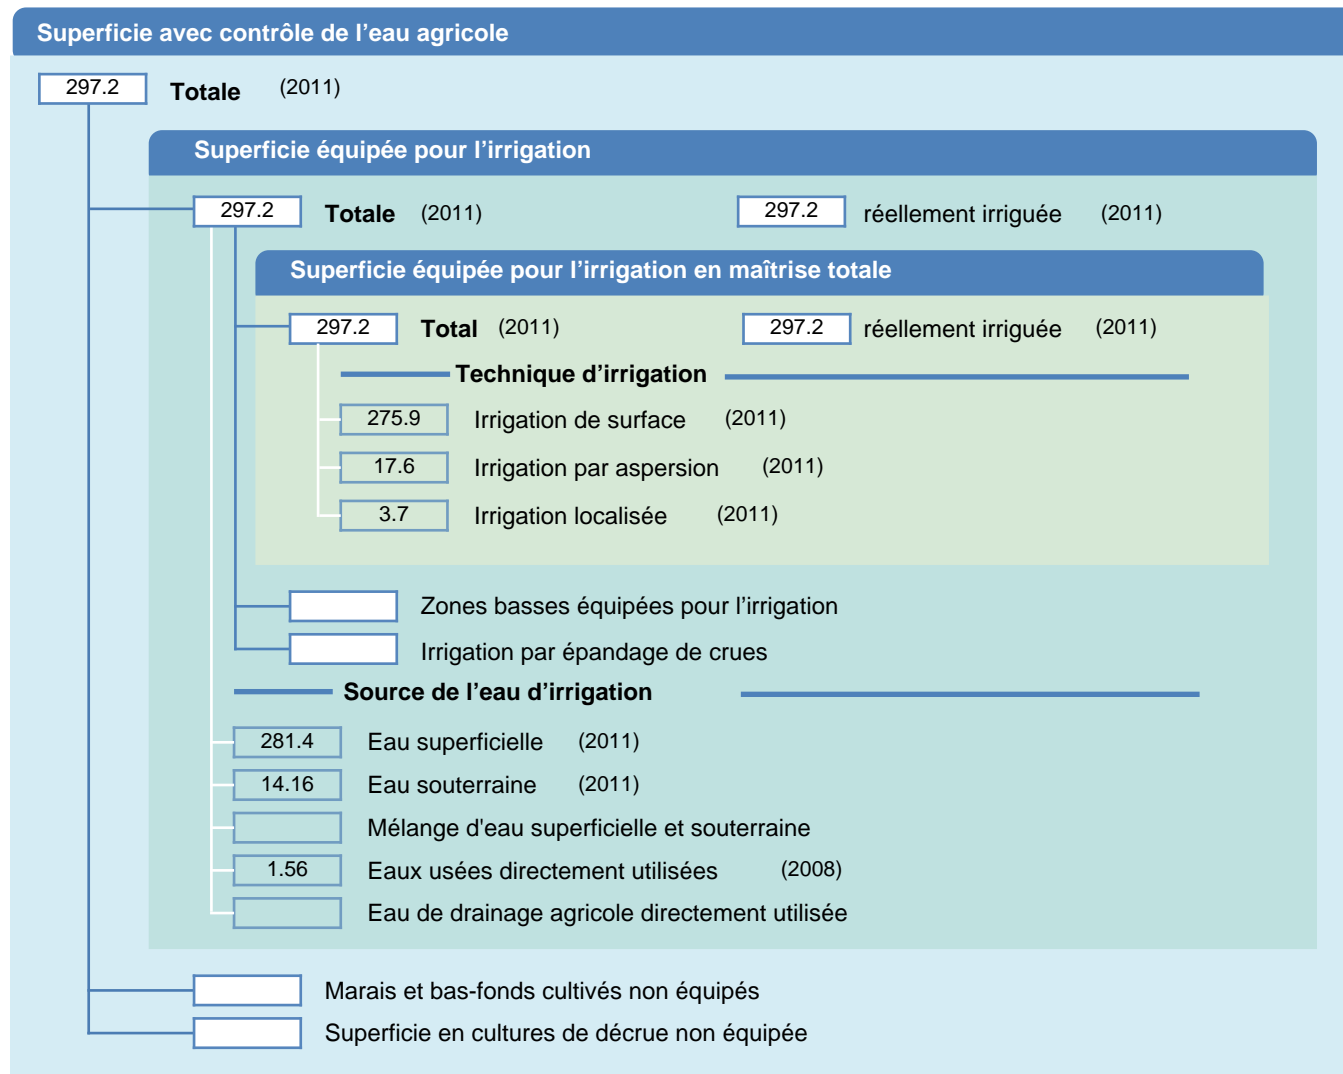 Superficie avec contrôle de l'eau agricole
297.2 Totale (2011)
Superficie équipée pour l'irrigation
297.2 Totale (2011) 297.2 réellement irriguée (2011)
Superficie équipée pour l'irrigation en maîtrise totale
297.2 Total (2011) 297.2 réellement irriguée (2011)
Technique d'irrigation
275.9 Irrigation de surface (2011)
17.6 Irrigation par aspersion (2011)
3.7 Irrigation localisée (2011)
Zones basses équipées pour l'irrigation
Irrigation par épandage de crues
Source de l'eau d'irrigation
281.4 Eau superficielle (2011)
14.16 Eau souterraine (2011)
Mélange d'eau superficielle et souterraine
1.56 Eaux usées directement utilisées (2008)
Eau de drainage agricole directement utilisée
Marais et bas-fonds cultivés non équipés
Superficie en cultures de décrue non équipée